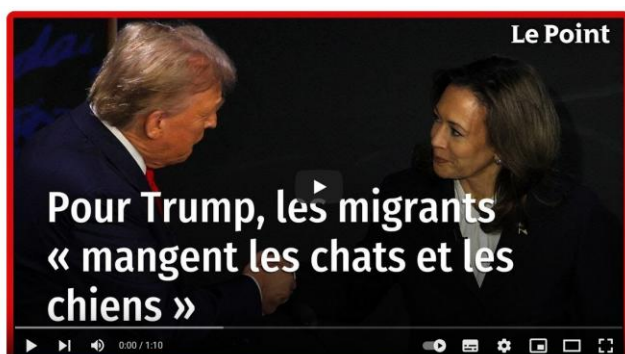 Le Point
Pour Trump, les migrants
« mangent les chats et les
chiens »
0:00 / 1:10